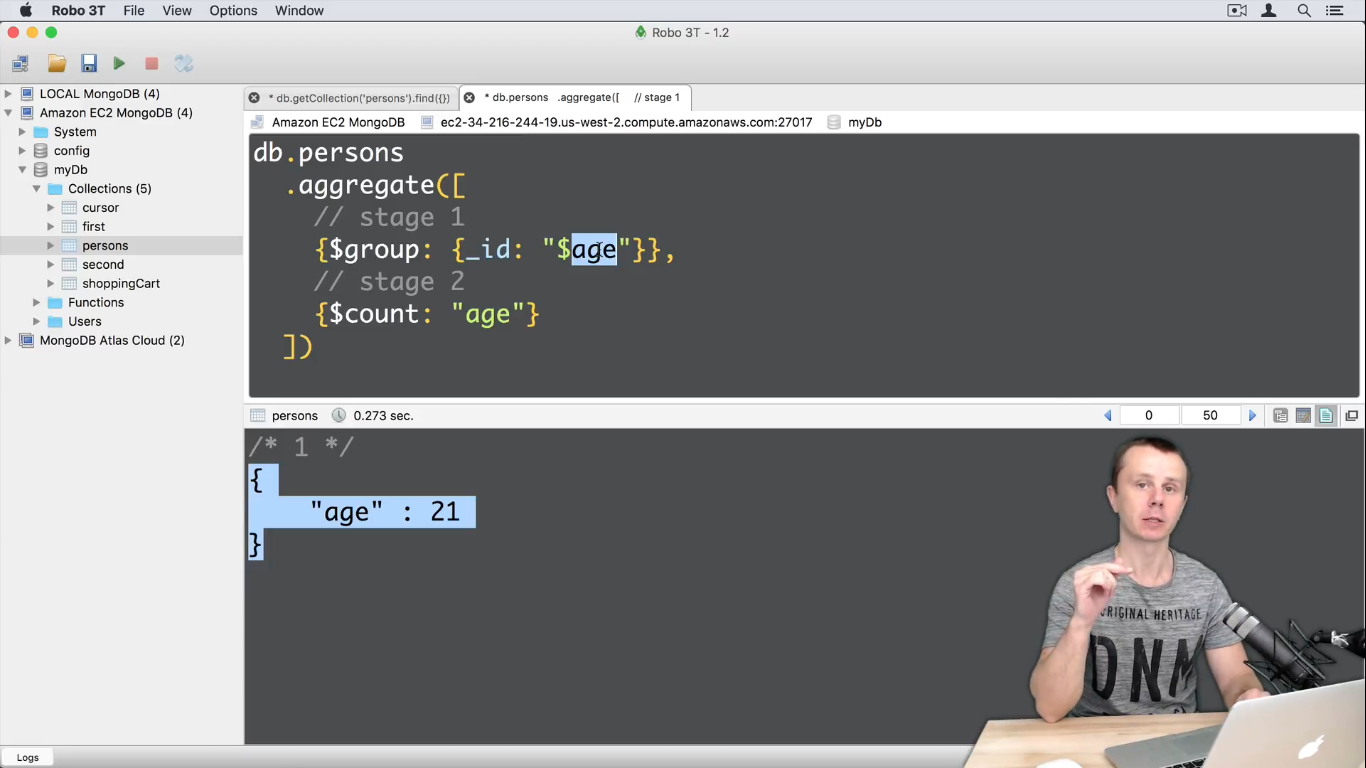 Robo 3T File View Options Window
Robo 3T - 1.2
LOCAL MongoDB (4)
Amazon EC2 MongoDB (4)
System
config
myDb
Collections (5)
cursor
first
persons
second
shoppingCart
Functions
Users
MongoDB Atlas Cloud (2)
* db.getCollection('persons').find({})
* db.persons .aggregate([ // stage 1
Amazon EC2 MongoDB ec2-34-216-244-19.us-west-2.compute.amazonaws.com:27017 myDb
db.persons
.aggregate([
// stage 1
{$group: {_id: "$age"}},
// stage 2
{$count: "age"}
])
persons 0.273 sec. 0 50
/* 1 */
{
"age" : 21
}
ORIGINAL HERITAGE
DNM
Logs